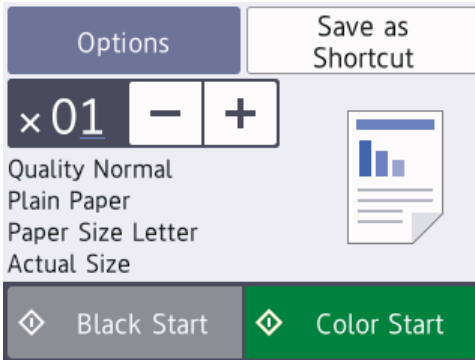 Options
Save as
Shortcut
×01
Quality Normal
Plain Paper
Paper Size Letter
Actual Size
Black Start
Color Start